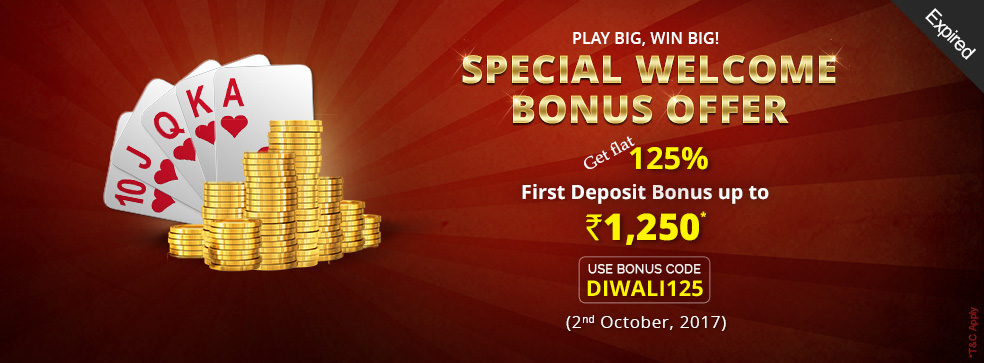 Expired
PLAY BIG, WIN BIG!
SPECIAL WELCOME
BONUS OFFER
Get flat 125%
First Deposit Bonus up to
₹1,250*
USE BONUS CODE
DIWALI125
(2nd October, 2017)
*T&C Apply
10 J Q K A